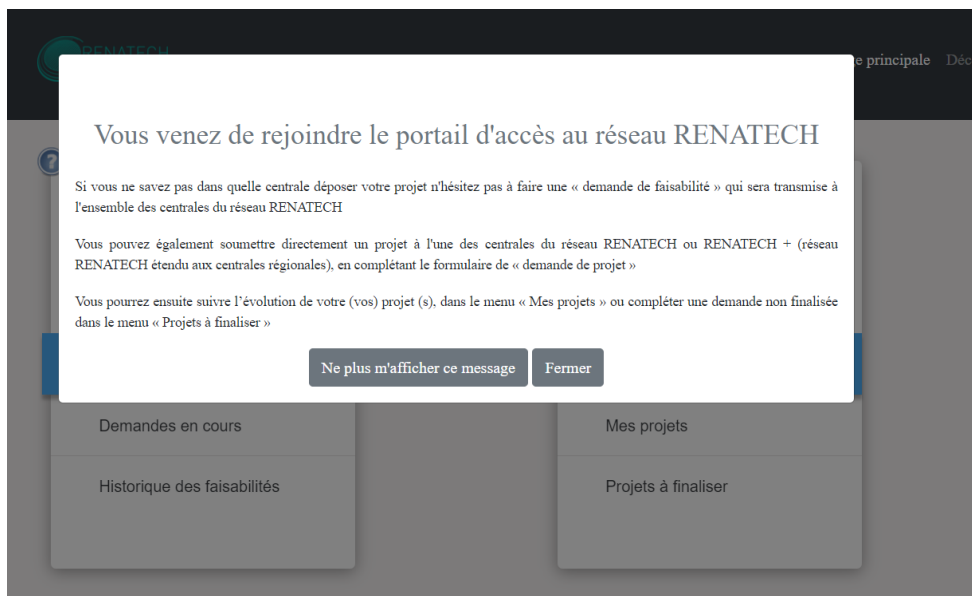 RENATECH
e principale Déc
Vous venez de rejoindre le portail d'accès au réseau RENATECH
?
Si vous ne savez pas dans quelle centrale déposer votre projet n'hésitez pas à faire une « demande de faisabilité » qui sera transmise à
l'ensemble des centrales du réseau RENATECH
Vous pouvez également soumettre directement un projet à l'une des centrales du réseau RENATECH ou RENATECH + (réseau
RENATECH étendu aux centrales régionales), en complétant le formulaire de « demande de projet »
Vous pourrez ensuite suivre l’évolution de votre (vos) projet (s), dans le menu « Mes projets » ou compléter une demande non finalisée
dans le menu « Projets à finaliser »
Ne plus m'afficher ce message Fermer
Demandes en cours
Mes projets
Historique des faisabilités
Projets à finaliser